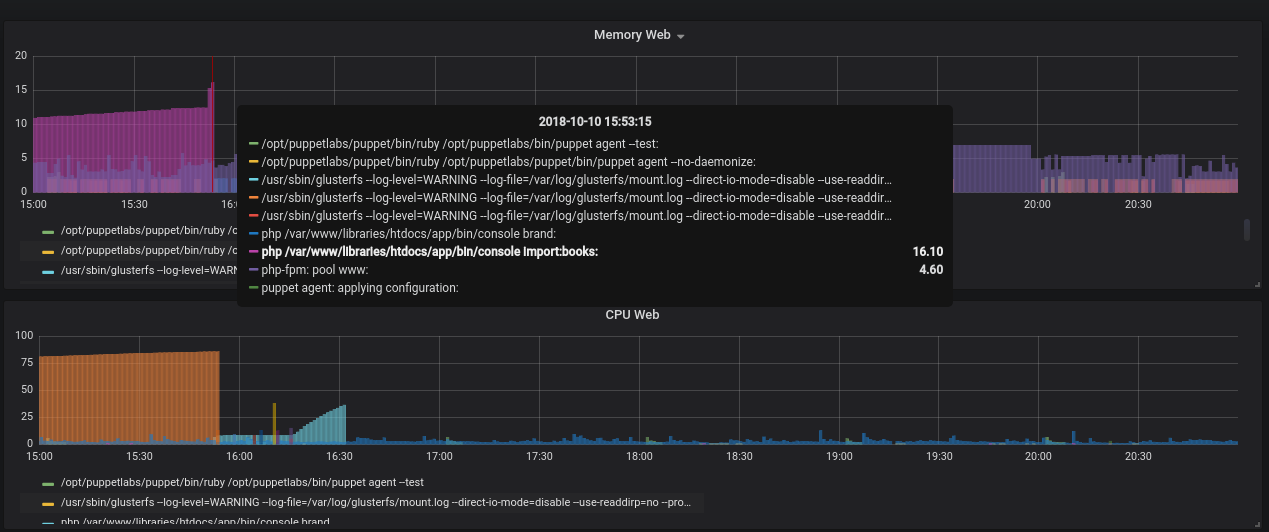 Memory Web
20
15
10
5
0
15:00
15:30
16:
20:00
20:30
2018-10-10 15:53:15
/opt/puppetlabs/puppet/bin/ruby /opt/puppetlabs/bin/puppet agent --test:
/opt/puppetlabs/puppet/bin/ruby /opt/puppetlabs/puppet/bin/puppet agent --no-daemonize:
/usr/sbin/glusterfs --log-level=WARNING --log-file=/var/log/glusterfs/mount.log --direct-io-mode=disable --use-readdir...
/usr/sbin/glusterfs --log-level=WARNING --log-file=/var/log/glusterfs/mount.log --direct-io-mode=disable --use-readdir...
/usr/sbin/glusterfs --log-level=WARNING --log-file=/var/log/glusterfs/mount.log --direct-io-mode=disable --use-readdir...
php /var/www/libraries/htdocs/app/bin/console brand:
php /var/www/libraries/htdocs/app/bin/console import:books: 16.10
php-fpm: pool www: 4.60
puppet agent: applying configuration:
/opt/puppetlabs/puppet/bin/ruby /o
/opt/puppetlabs/puppet/bin/ruby /o
/usr/sbin/glusterfs --log-level=WARN
CPU Web
100
75
50
25
0
15:00
15:30
16:00
16:30
17:00
17:30
18:00
18:30
19:00
19:30
20:00
20:30
/opt/puppetlabs/puppet/bin/ruby /opt/puppetlabs/bin/puppet agent --test
/usr/sbin/glusterfs --log-level=WARNING --log-file=/var/log/glusterfs/mount.log --direct-io-mode=disable --use-readdirp=no --pro...
php /var/www/libraries/htdocs/app/bin/console brand